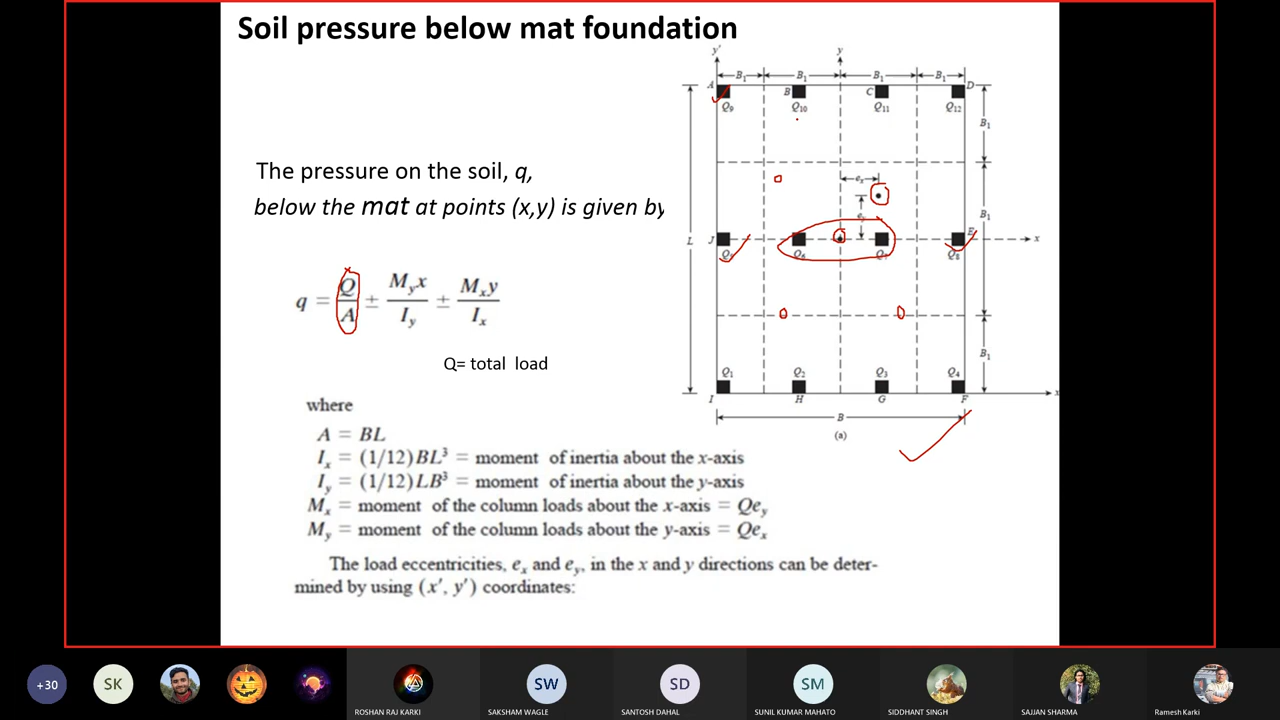 Soil pressure below mat foundation
The pressure on the soil, q,
below the mat at points (x,y) is given by
q = Q/A ± M_y x/I_y ± M_x y/I_x
Q= total load
where
A = BL
I_x = (1/12)BL³ = moment of inertia about the x-axis
I_y = (1/12)LB³ = moment of inertia about the y-axis
M_x = moment of the column loads about the x-axis = Qe_y
M_y = moment of the column loads about the y-axis = Qe_x
The load eccentricities, e_x and e_y, in the x and y directions can be deter-
mined by using (x′, y′) coordinates:
y′ y
B₁ B₁ B₁ B₁
A B C D
Q₉ Q₁₀ Q₁₁ Q₁₂
B₁
e_x
e_y
B₁
L J E x
Q₆ Q₈
B₁
Q₁ Q₂ Q₃ Q₄
I H G F
B
(a)
+30
SK
ROSHAN RAJ KARKI
SW
SAKSHAM WAGLE
SD
SANTOSH DAHAL
SM
SUNIL KUMAR MAHATO
SIDDHANT SINGH
SAJJAN SHARMA
Ramesh Karki